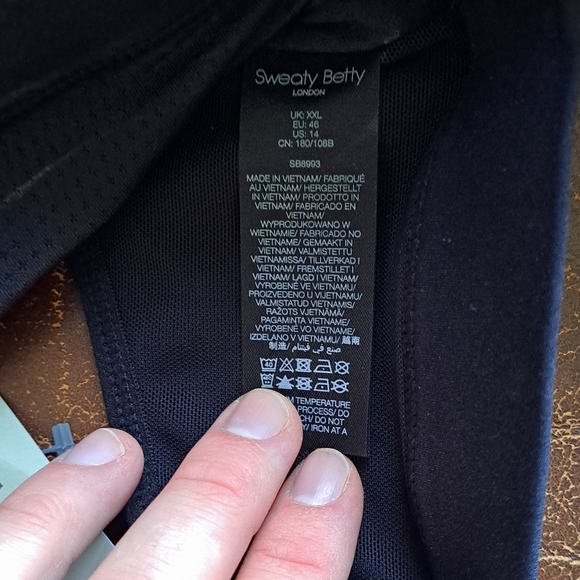 Sweaty Betty
LONDON
UK: XXL
EU: 46
US: 14
CN: 180/108B
SB8993
MADE IN VIETNAM/ FABRIQUÉ
AU VIETNAM/ HERGESTELLT
IN VIETNAM/ PRODOTTO IN
VIETNAM/ FABRICADO EN
VIETNAM/
WYPRODUKOWANO W
WIETNAMIE/ FABRICADO NO
VIETNAME/ GEMAAKT IN
VIETNAM/ VALMISTETTU
VIETNAMISSA/ TILLVERKAD I
VIETNAM/ FREMSTILLET I
VIETNAM/ LAGD I VIETNAM/
VYROBENÉ VE VIETNAMU/
PROIZVEDENO U VIJETNAMU/
VALMISTATUD VIETNAMIS/
RAŽOTS VJETNAMĀ/
PAGAMINTA VIETNAME/
VYROBENÉ VO VIETNAME/
IZDELANO V VIETNAMU/ 越南
制造/ صنع في فيتنام
40
TEMPERATURE
PROCESS/ DO
DO NOT
IRON AT A